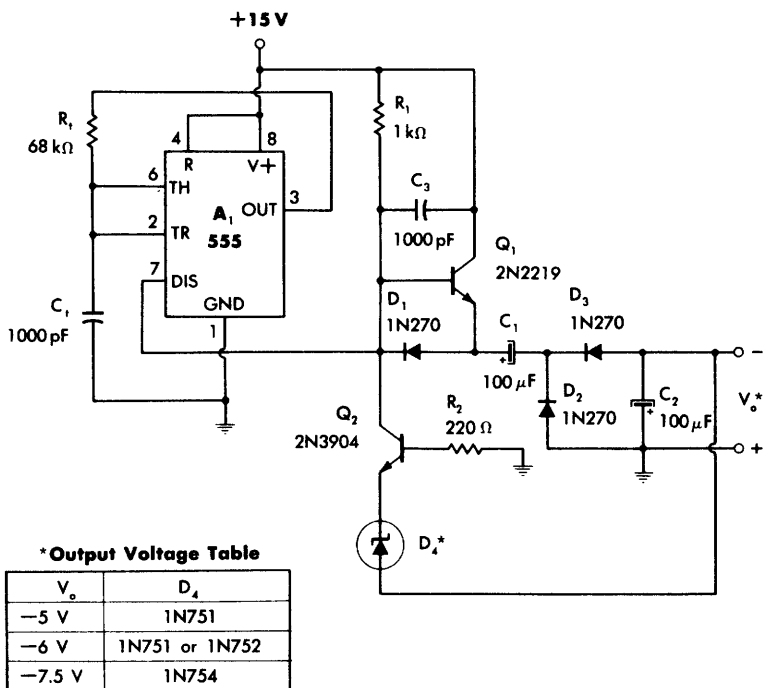 +15 V
R₁
1 kΩ
Rₜ
68 kΩ
4
8
R
V+
6
TH
3
OUT
A₁
555
2
TR
7
DIS
GND
1
Cₜ
1000 pF
C₃
1000 pF
Q₁
2N2219
D₁
1N270
C₁
+
100 μF
D₃
1N270
D₂
1N270
C₂
+
100 μF
−
Vₒ*
+
Q₂
2N3904
R₂
220 Ω
D₄*
*Output Voltage Table
Vₒ D₄
−5 V 1N751
−6 V 1N751 or 1N752
−7.5 V 1N754